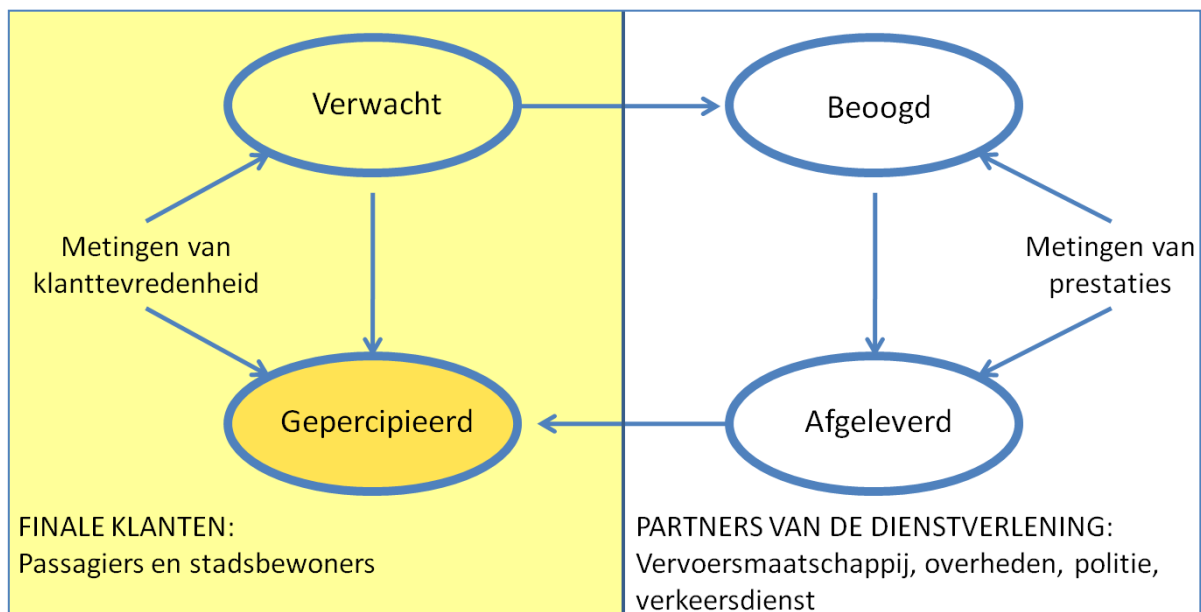 Verwacht
Beoogd
Metingen van
klanttevredenheid
Metingen van
prestaties
Gepercipieerd
Afgeleverd
FINALE KLANTEN:
Passagiers en stadsbewoners
PARTNERS VAN DE DIENSTVERLENING:
Vervoersmaatschappij, overheden, politie,
verkeersdienst